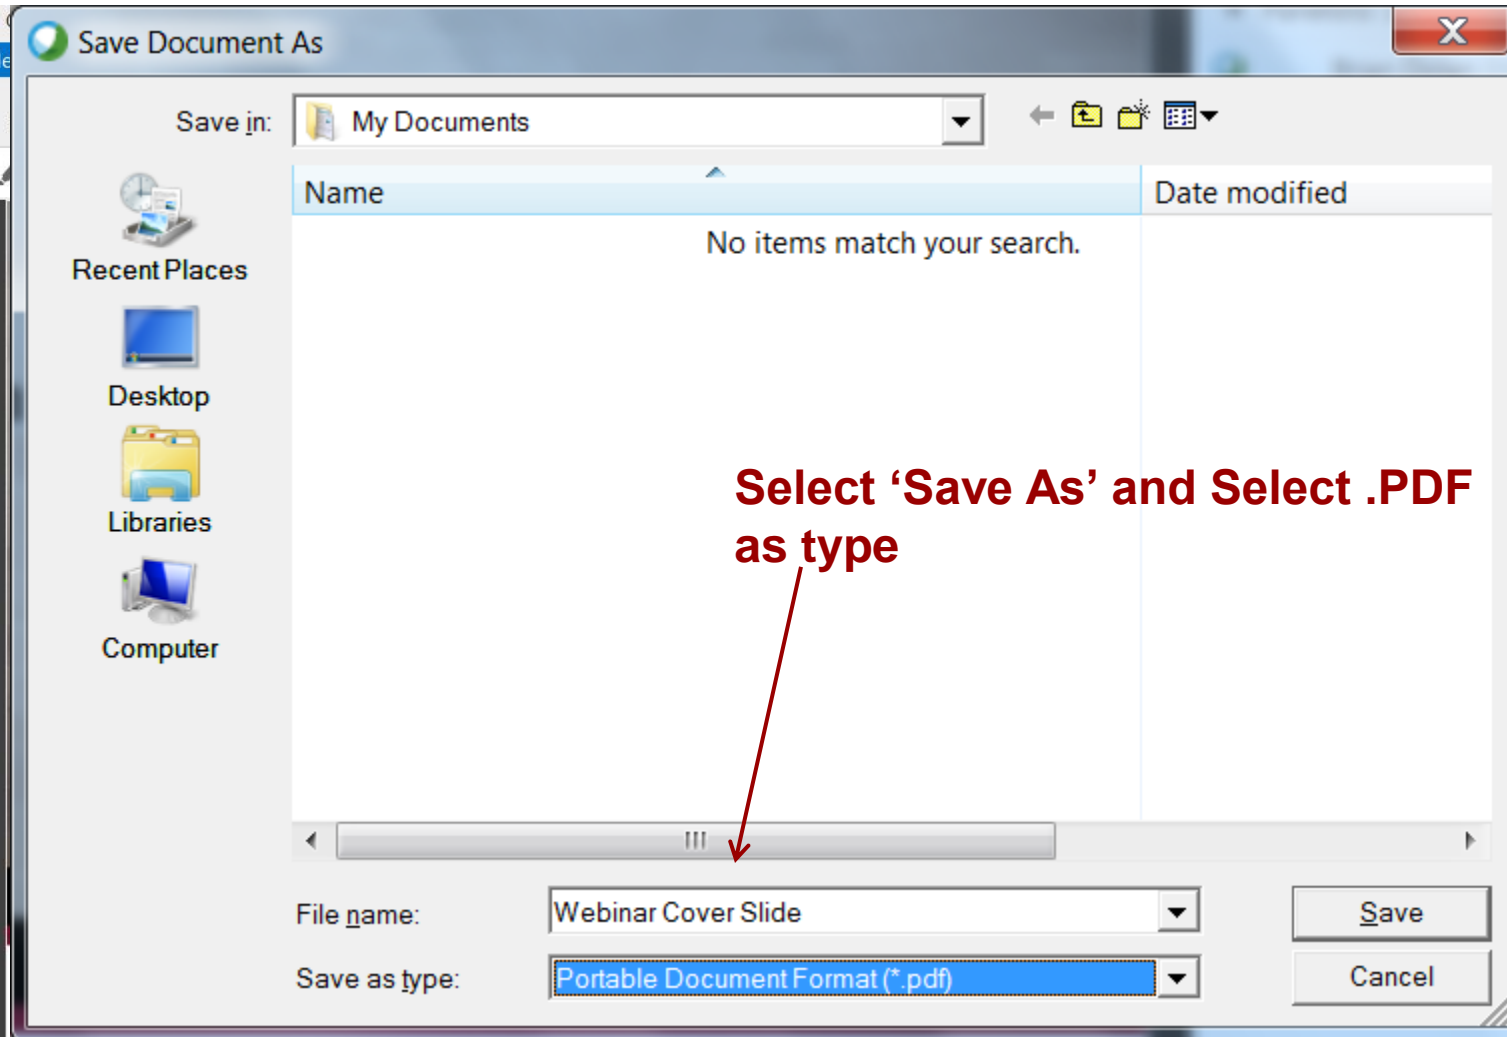 Save Document As
Save in: My Documents
Name Date modified
No items match your search.
Recent Places
Desktop
Libraries
Computer
Select ‘Save As’ and Select .PDF
as type
File name: Webinar Cover Slide Save
Save as type: Portable Document Format (*.pdf) Cancel